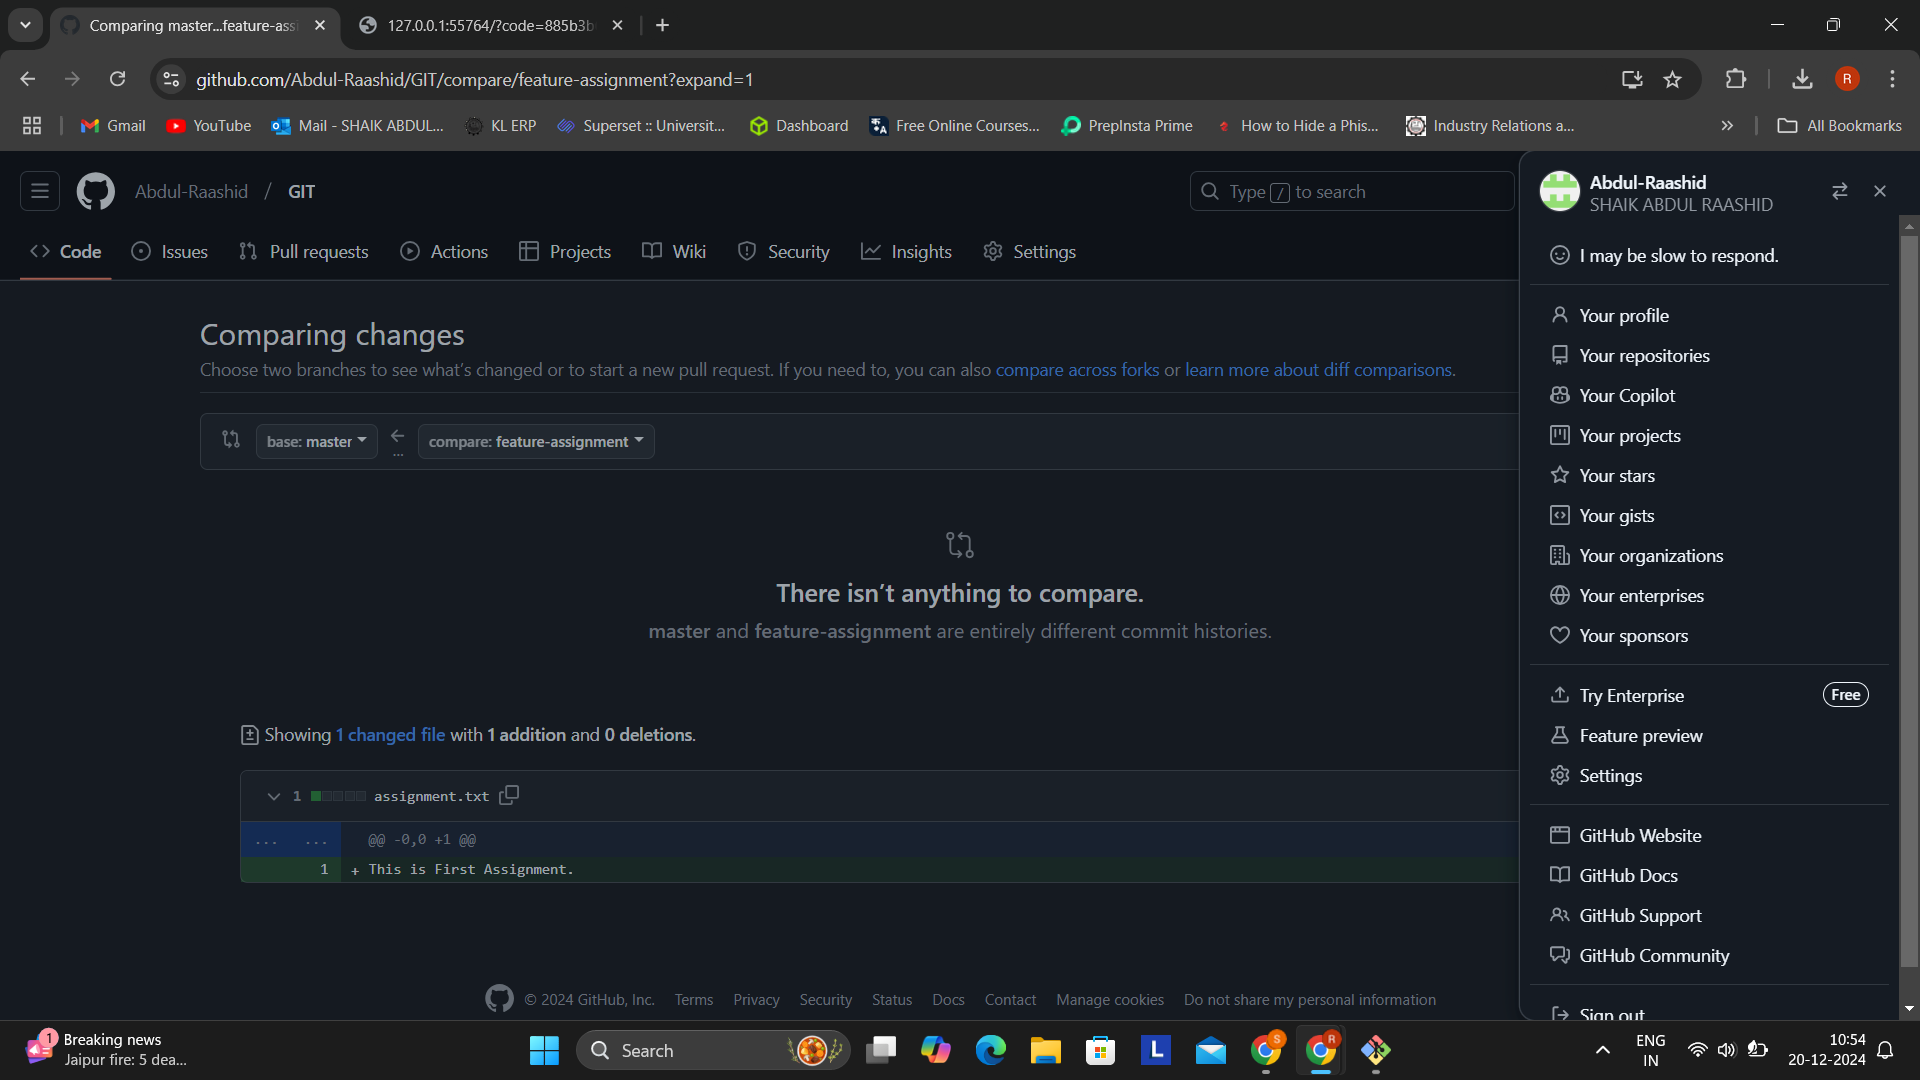 Comparing master...feature-assi
127.0.0.1:55764/?code=885b3b
github.com/Abdul-Raashid/GIT/compare/feature-assignment?expand=1
R
Gmail
YouTube
Mail - SHAIK ABDUL...
KL ERP
Superset :: Universit...
Dashboard
Free Online Courses...
PrepInsta Prime
How to Hide a Phis...
Industry Relations a...
All Bookmarks
Abdul-Raashid / GIT
Type / to search
Code
Issues
Pull requests
Actions
Projects
Wiki
Security
Insights
Settings
Comparing changes
Choose two branches to see what's changed or to start a new pull request. If you need to, you can also compare across forks or learn more about diff comparisons.
base: master
...
compare: feature-assignment
There isn't anything to compare.
master and feature-assignment are entirely different commit histories.
Showing 1 changed file with 1 addition and 0 deletions.
1 assignment.txt
... ... @@ -0,0 +1 @@
1 + This is First Assignment.
© 2024 GitHub, Inc.
Terms
Privacy
Security
Status
Docs
Contact
Manage cookies
Do not share my personal information
Abdul-Raashid
SHAIK ABDUL RAASHID
I may be slow to respond.
Your profile
Your repositories
Your Copilot
Your projects
Your stars
Your gists
Your organizations
Your enterprises
Your sponsors
Try Enterprise
Free
Feature preview
Settings
GitHub Website
GitHub Docs
GitHub Support
GitHub Community
Sign out
1
Breaking news
Jaipur fire: 5 dea...
Search
L
S
R
ENG
IN
10:54
20-12-2024